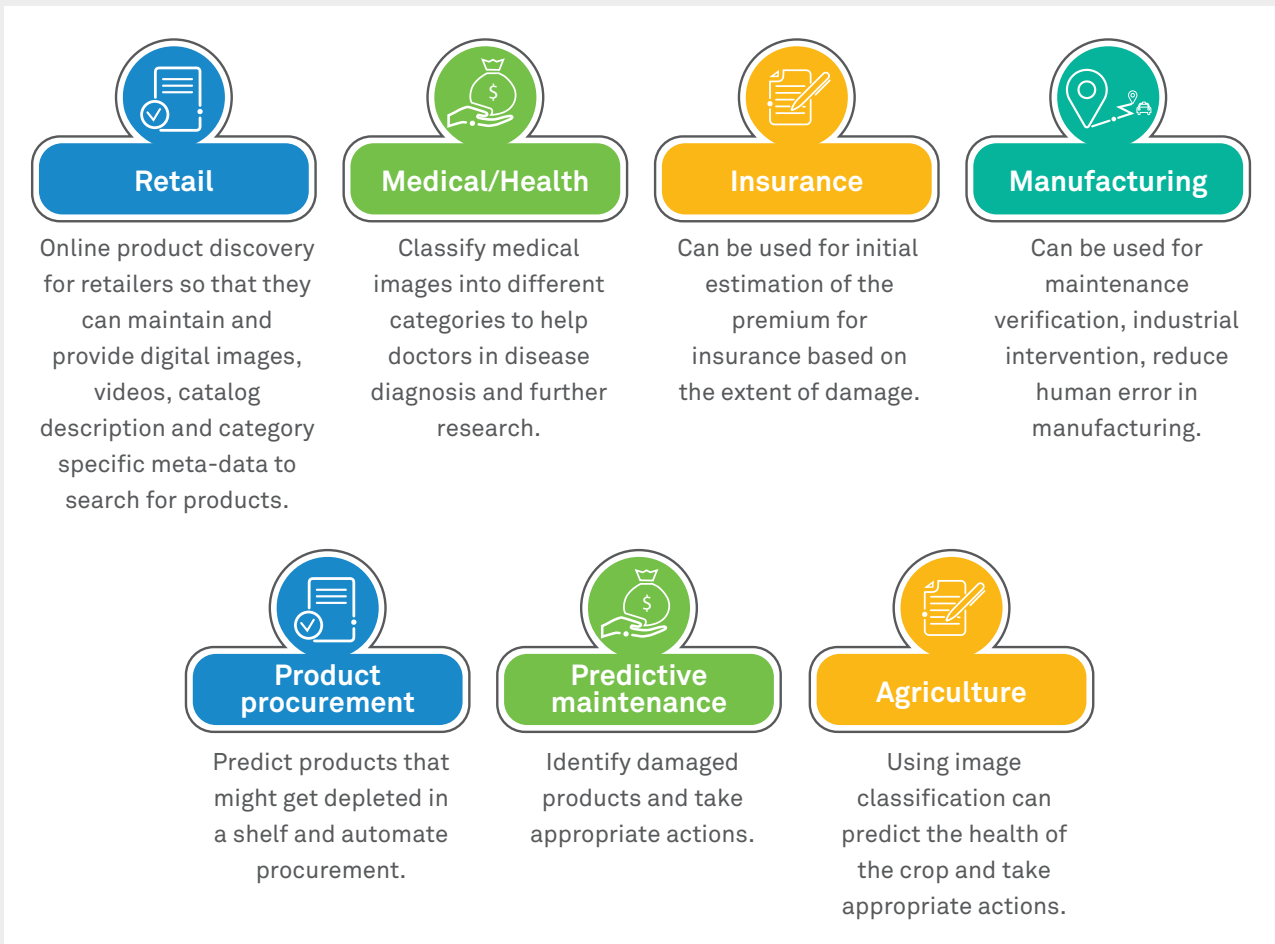 Retail
Online product discovery
for retailers so that they
can maintain and
provide digital images,
videos, catalog
description and category
specific meta-data to
search for products.
Medical/Health
Classify medical
images into different
categories to help
doctors in disease
diagnosis and further
research.
Insurance
Can be used for initial
estimation of the
premium for
insurance based on
the extent of damage.
Manufacturing
Can be used for
maintenance
verification, industrial
intervention, reduce
human error in
manufacturing.
Product
procurement
Predict products that
might get depleted in
a shelf and automate
procurement.
Predictive
maintenance
Identify damaged
products and take
appropriate actions.
Agriculture
Using image
classification can
predict the health of
the crop and take
appropriate actions.
$
$